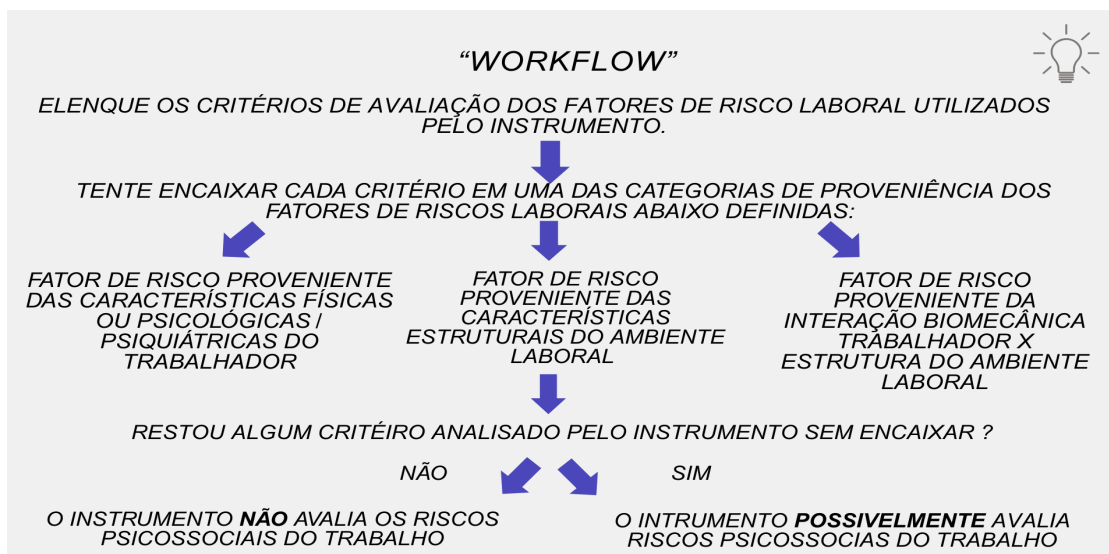 “WORKFLOW”
ELENQUE OS CRITÉRIOS DE AVALIAÇÃO DOS FATORES DE RISCO LABORAL UTILIZADOS
PELO INSTRUMENTO.
TENTE ENCAIXAR CADA CRITÉRIO EM UMA DAS CATEGORIAS DE PROVENIÊNCIA DOS
FATORES DE RISCOS LABORAIS ABAIXO DEFINIDAS:
FATOR DE RISCO PROVENIENTE
DAS CARACTERÍSTICAS FÍSICAS
OU PSICOLÓGICAS /
PSIQUIÁTRICAS DO
TRABALHADOR
FATOR DE RISCO
PROVENIENTE DAS
CARACTERÍSTICAS
ESTRUTURAIS DO AMBIENTE
LABORAL
FATOR DE RISCO
PROVENIENTE DA
INTERAÇÃO BIOMECÂNICA
TRABALHADOR X
ESTRUTURA DO AMBIENTE
LABORAL
RESTOU ALGUM CRITÉIRO ANALISADO PELO INSTRUMENTO SEM ENCAIXAR ?
NÃO
SIM
O INSTRUMENTO NÃO AVALIA OS RISCOS
PSICOSSOCIAIS DO TRABALHO
O INTRUMENTO POSSIVELMENTE AVALIA
RISCOS PSICOSSOCIAS DO TRABALHO